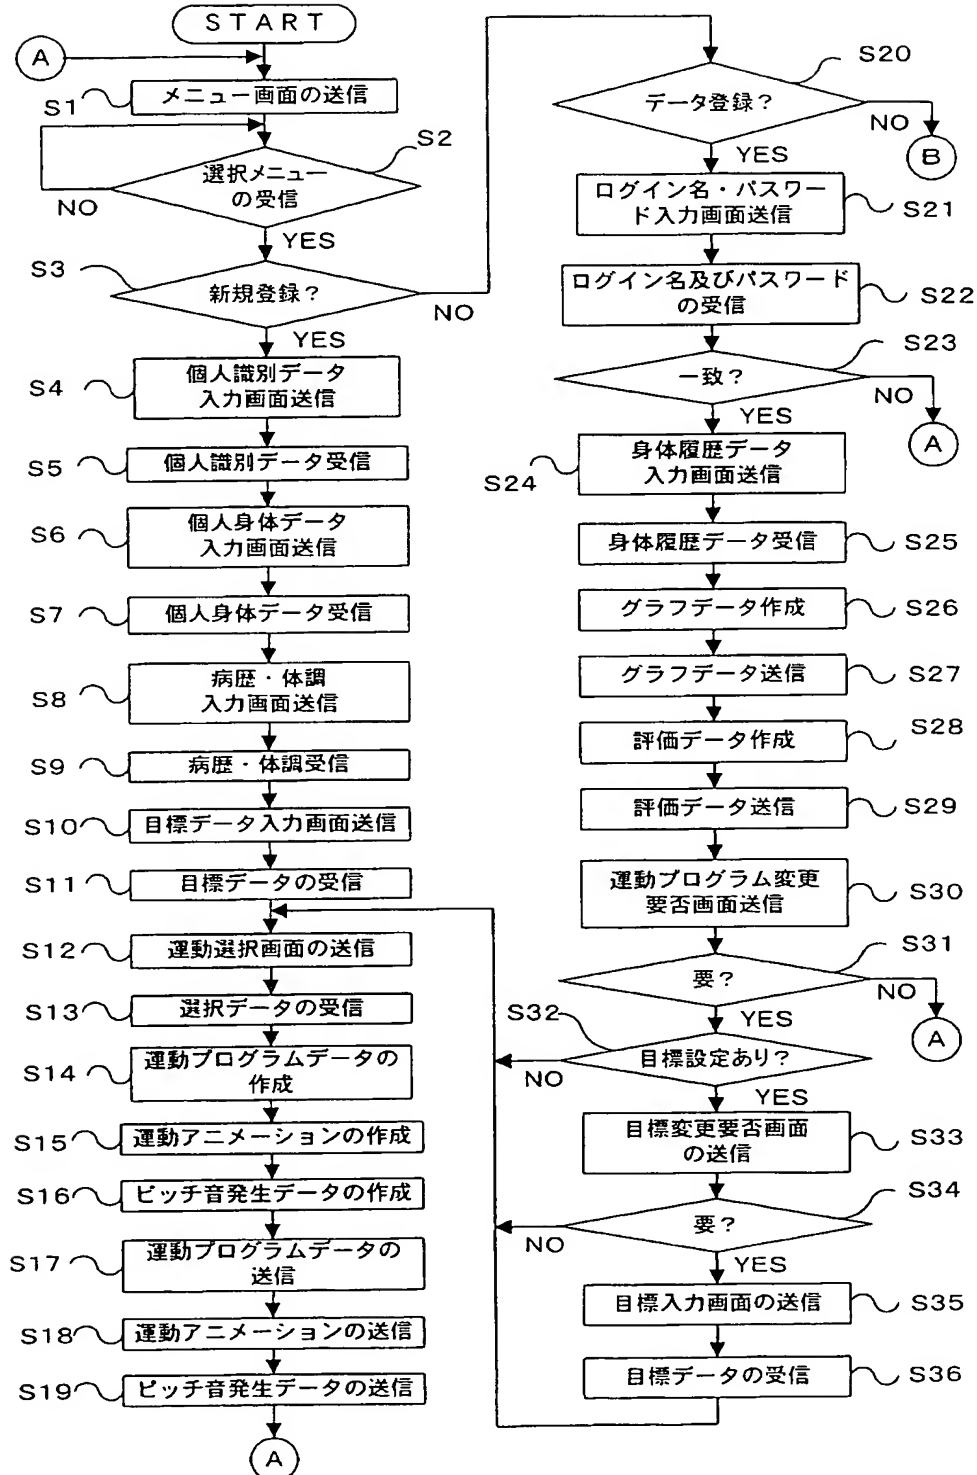 START
A
S1
メニュー画面の送信
S2
選択メニュー
の受信
NO
YES
S3
新規登録?
NO
YES
S4
個人識別データ
入力画面送信
S5
個人識別データ受信
S6
個人身体データ
入力画面送信
S7
個人身体データ受信
S8
病歴・体調
入力画面送信
S9
病歴・体調受信
S10
目標データ入力画面送信
S11
目標データの受信
S12
運動選択画面の送信
S13
選択データの受信
S14
運動プログラムデータの
作成
S15
運動アニメーションの作成
S16
ピッチ音発生データの作成
S17
運動プログラムデータの
送信
S18
運動アニメーションの送信
S19
ピッチ音発生データの送信
A
S20
データ登録?
NO
B
YES
ログイン名・パスワー
ド入力画面送信
S21
ログイン名及びパスワード
の受信
S22
S23
一致?
NO
A
YES
S24
身体履歴データ
入力画面送信
身体履歴データ受信
S25
グラフデータ作成
S26
グラフデータ送信
S27
評価データ作成
S28
評価データ送信
S29
運動プログラム変更
要否画面送信
S30
S31
要?
NO
A
YES
S32
目標設定あり?
NO
YES
目標変更要否画面
の送信
S33
S34
要?
NO
YES
目標入力画面の送信
S35
目標データの受信
S36